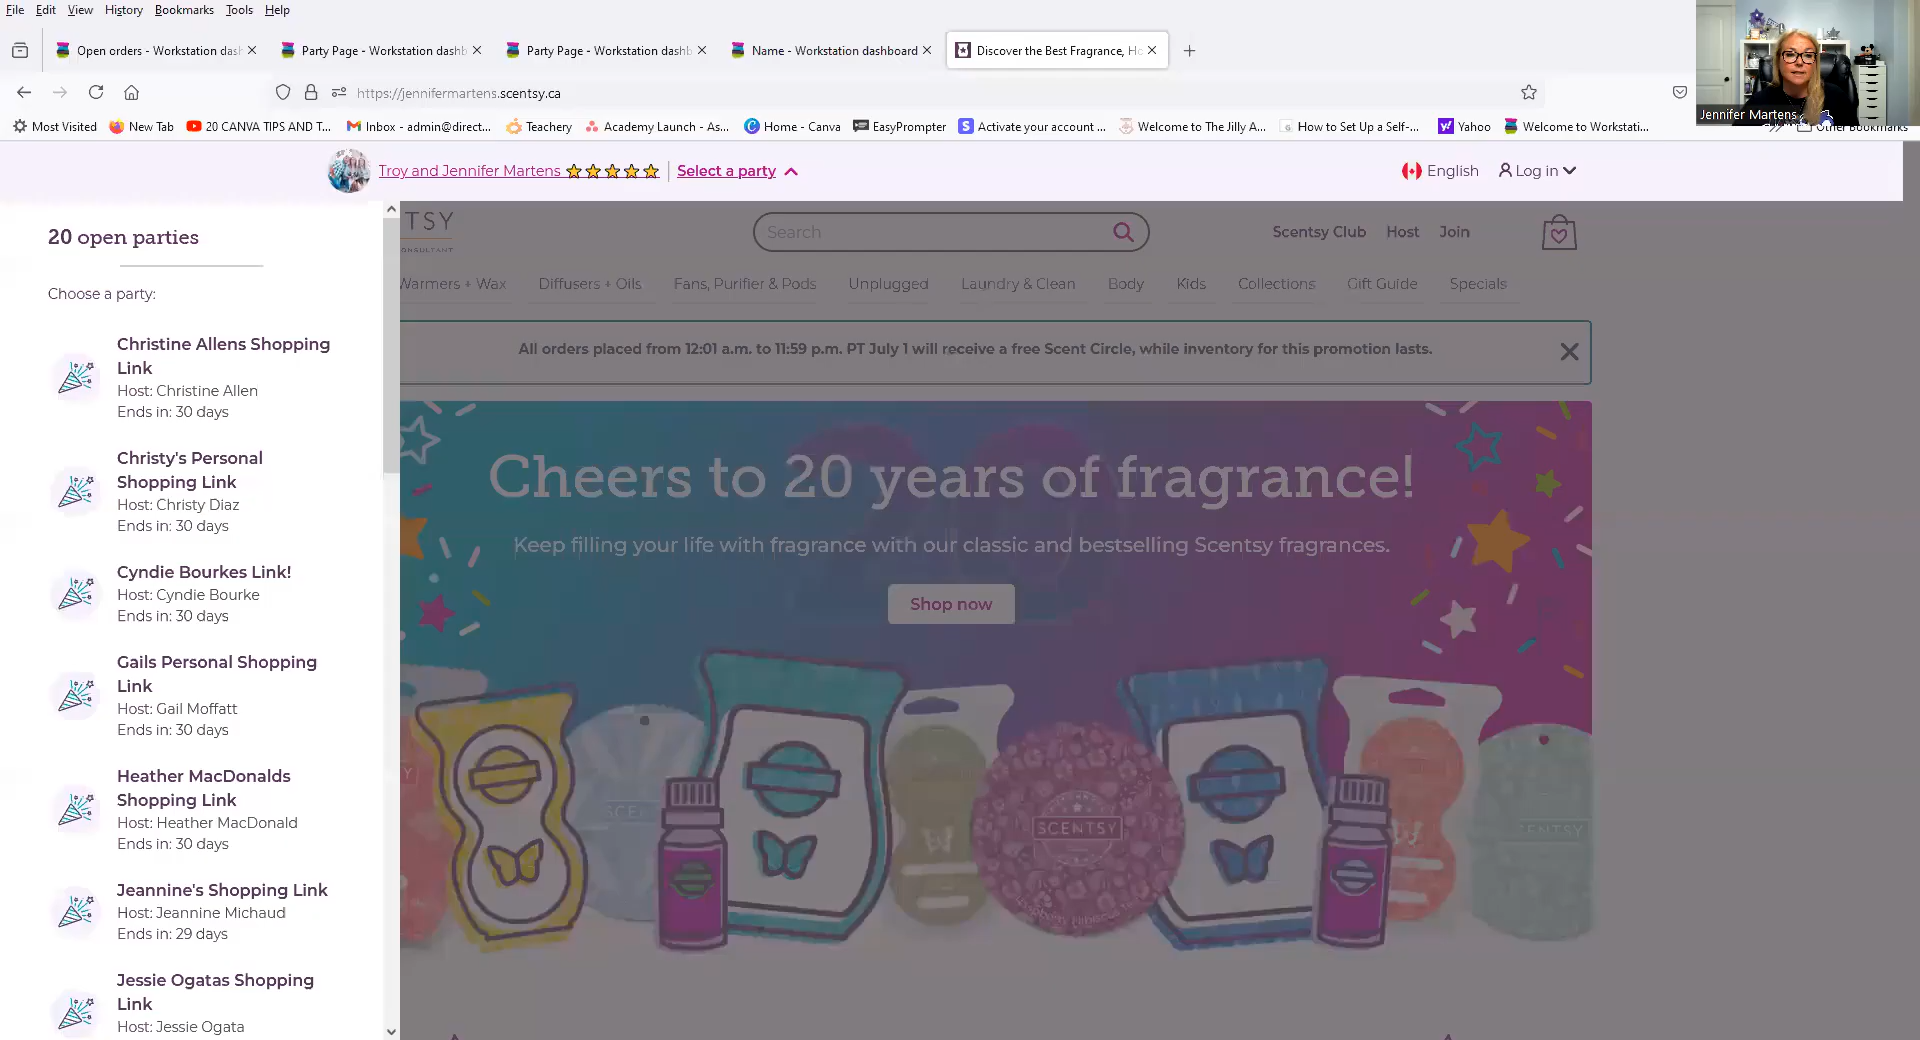 File Edit View History Bookmarks Tools Help
Open orders - Workstation dash
Party Page - Workstation dashb
Party Page - Workstation dashb
Name - Workstation dashboard
Discover the Best Fragrance, Ho
https://jennifermartens.scentsy.ca
Jennifer Martens
Most Visited New Tab 20 CANVA TIPS AND T... Inbox - admin@direct... Teachery Academy Launch - As... Home - Canva EasyPrompter Activate your account ... Welcome to The Jilly A... How to Set Up a Self-... Yahoo Welcome to Workstati... Other Bookmarks
Troy and Jennifer Martens Select a party English Log in
20 open parties
Choose a party:
Christine Allens Shopping
Link
Host: Christine Allen
Ends in: 30 days
Christy's Personal
Shopping Link
Host: Christy Diaz
Ends in: 30 days
Cyndie Bourkes Link!
Host: Cyndie Bourke
Ends in: 30 days
Gails Personal Shopping
Link
Host: Gail Moffatt
Ends in: 30 days
Heather MacDonalds
Shopping Link
Host: Heather MacDonald
Ends in: 30 days
Jeannine's Shopping Link
Host: Jeannine Michaud
Ends in: 29 days
Jessie Ogatas Shopping
Link
Host: Jessie Ogata
TSY
ONSULTANT
Search
Scentsy Club Host Join
Warmers + Wax Diffusers + Oils Fans, Purifier & Pods Unplugged Laundry & Clean Body Kids Collections Gift Guide Specials
All orders placed from 12:01 a.m. to 11:59 p.m. PT July 1 will receive a free Scent Circle, while inventory for this promotion lasts.
Cheers to 20 years of fragrance!
Keep filling your life with fragrance with our classic and bestselling Scentsy fragrances.
Shop now
SCENTSY
SCENTSY